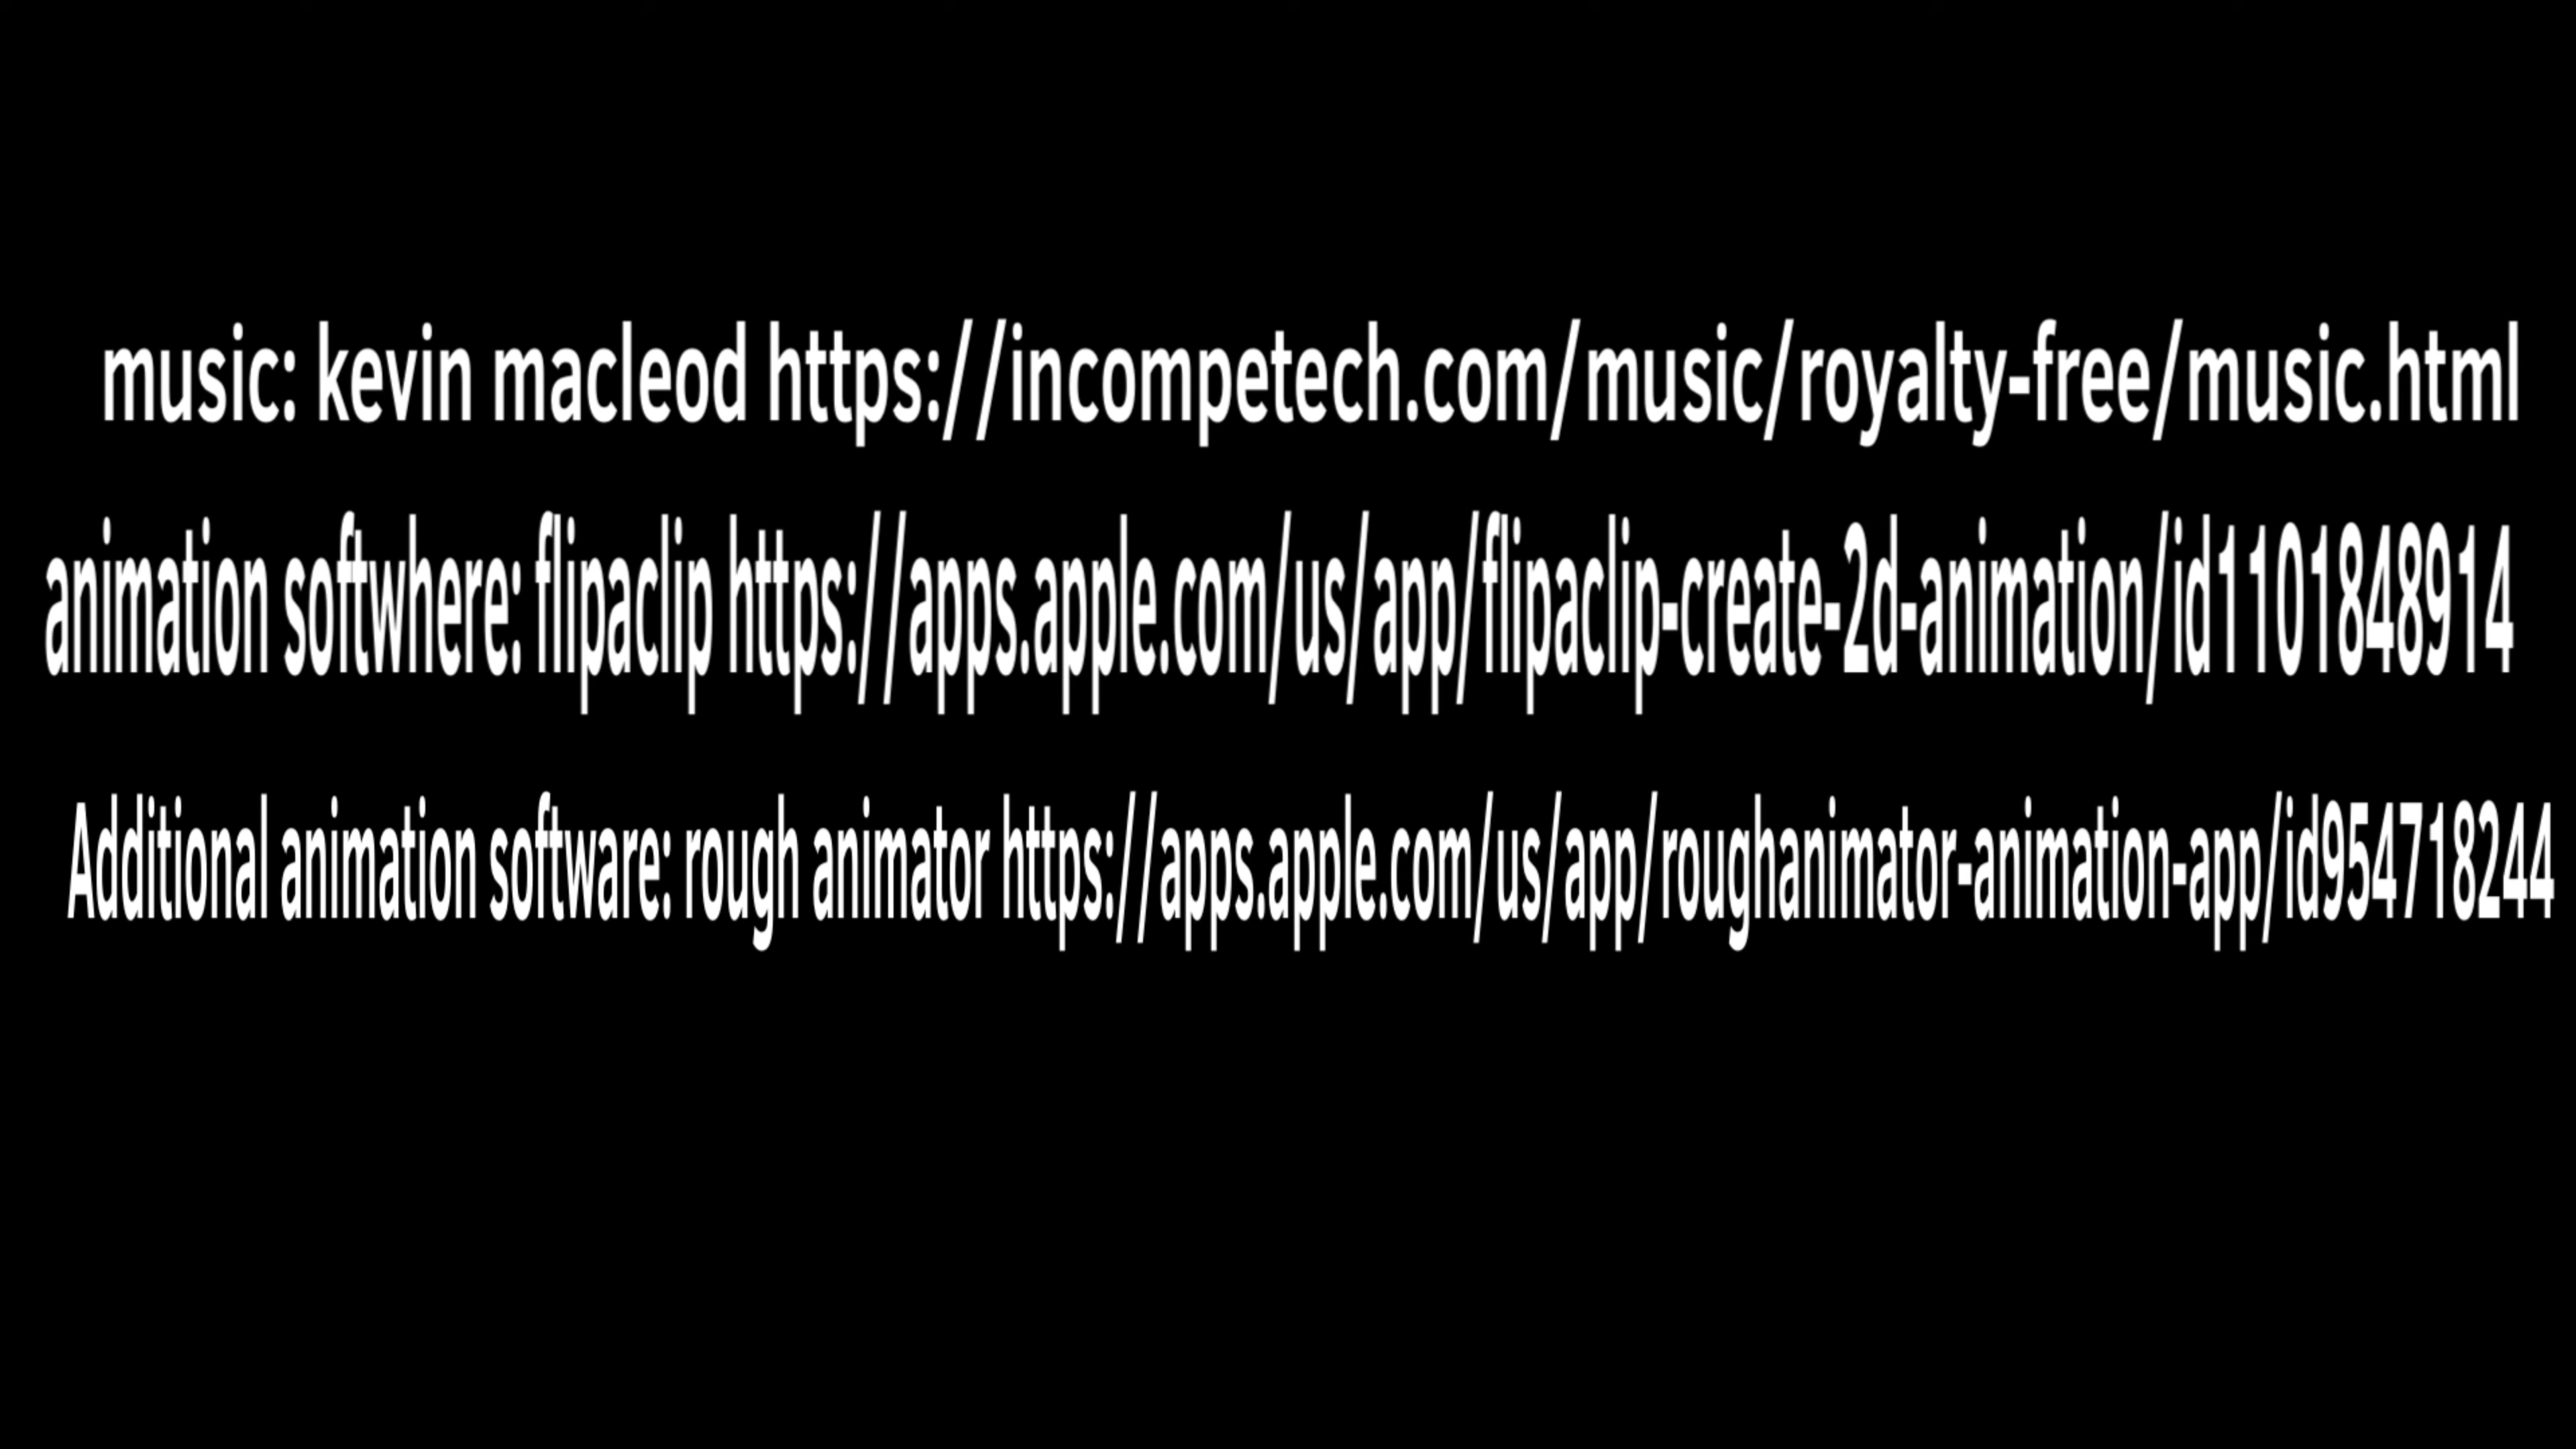 music: kevin macleod https://incompetech.com/music/royalty-free/music.html
animation softwhere: flipaclip https://apps.apple.com/us/app/flipaclip-create-2d-animation/id1101848914
Additional animation software: rough animator https://apps.apple.com/us/app/roughanimator-animation-app/id954718244